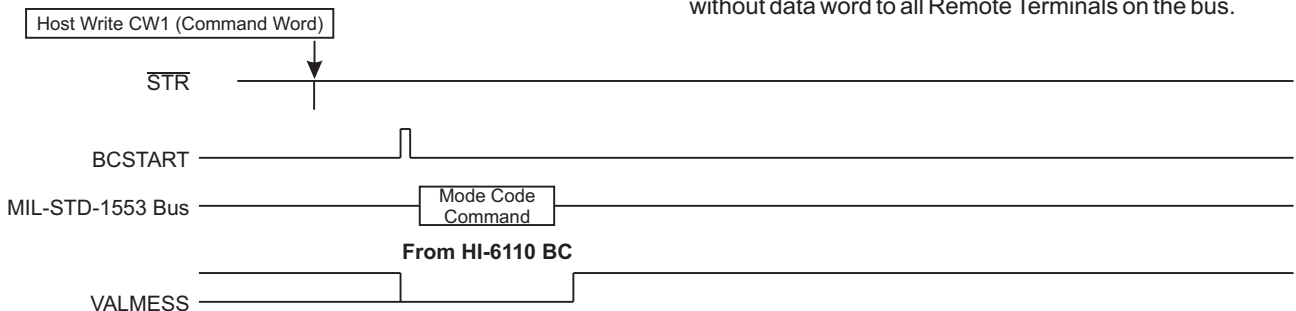 without data word to all Remote Terminals on the bus.
Host Write CW1 (Command Word)
STR
BCSTART
MIL-STD-1553 Bus
Mode Code
Command
From HI-6110 BC
VALMESS